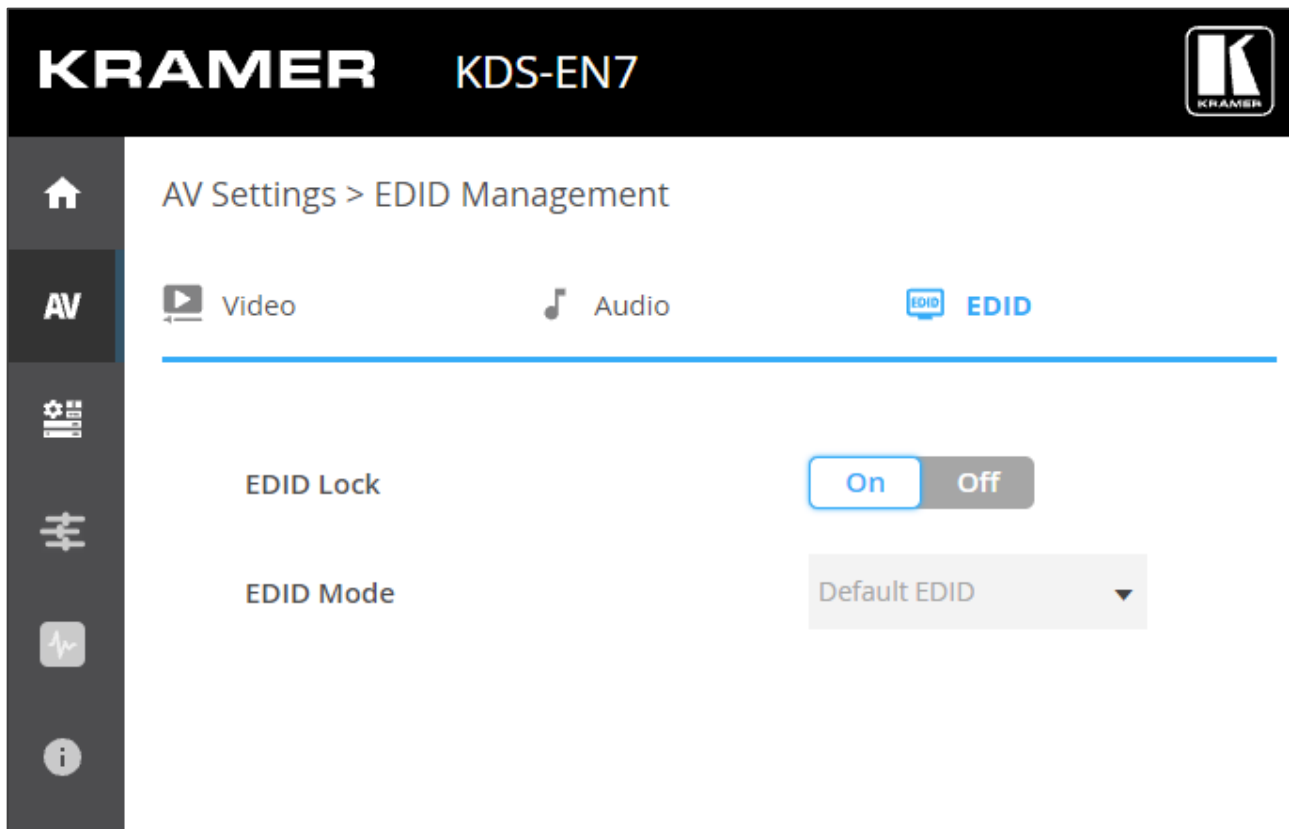 KRAMER KDS-EN7
KRAMER
AV Settings > EDID Management
AV
Video Audio EDID EDID
EDID Lock On Off
EDID Mode Default EDID